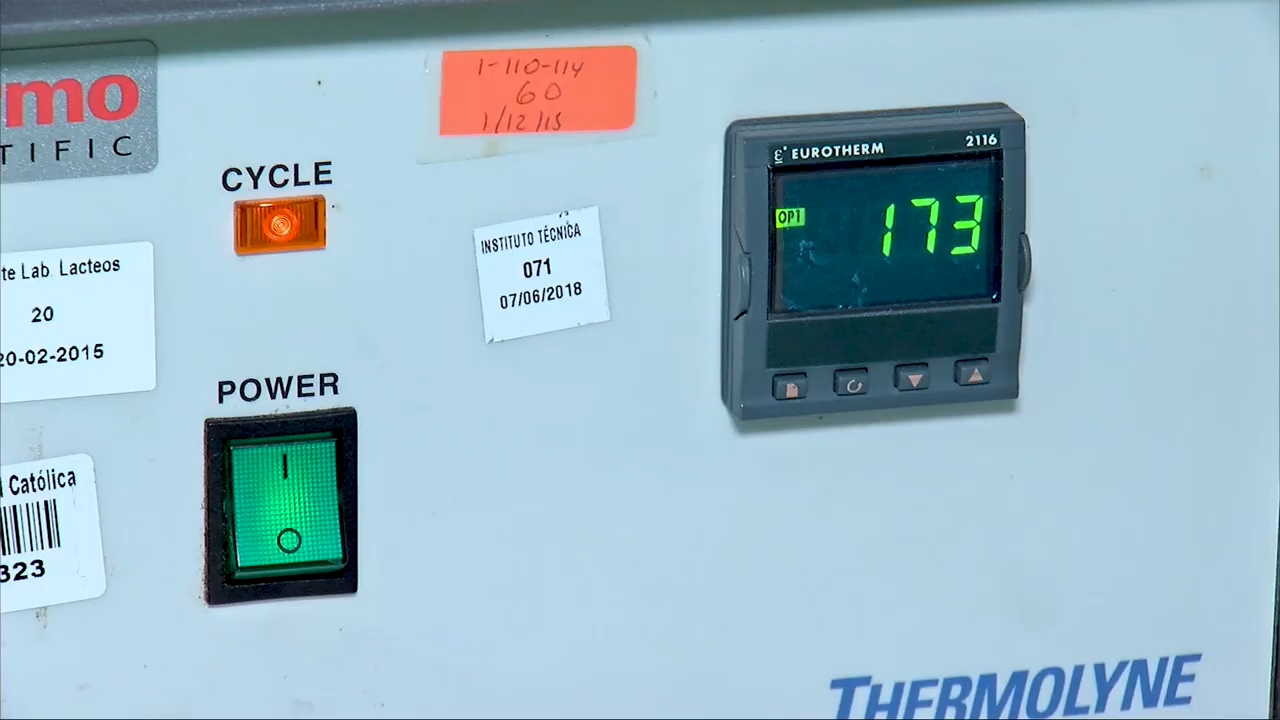 mo
TIFIC
1-110-114
60
1/12/15
CYCLE
te Lab. Lacteos
20
20-02-2015
INSTITUTO TÉCNICA
071
07/06/2018
EUROTHERM 2116
OP1
173
POWER
Católica
323
THERMOLYNE